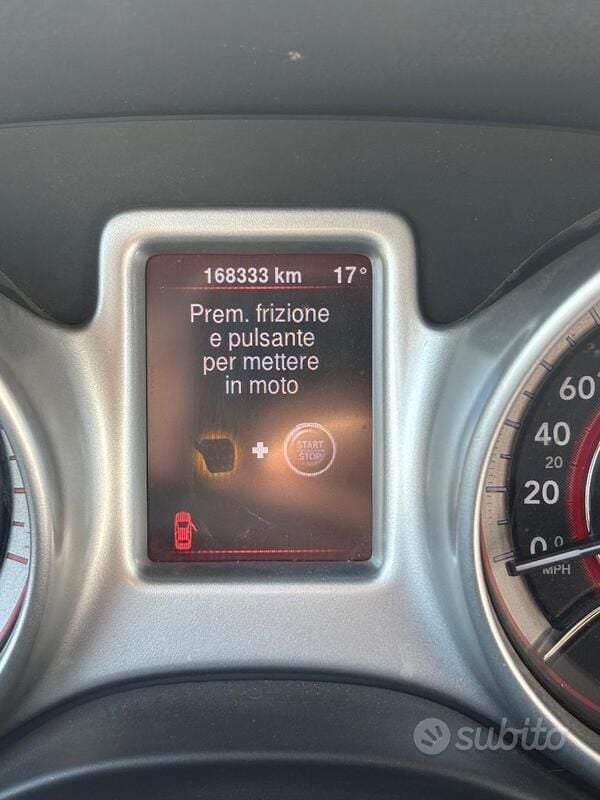 168333 km 17°
Prem. frizione
e pulsante
per mettere
in moto
START
STOP
60
40
20
20
0 0
MPH
subito